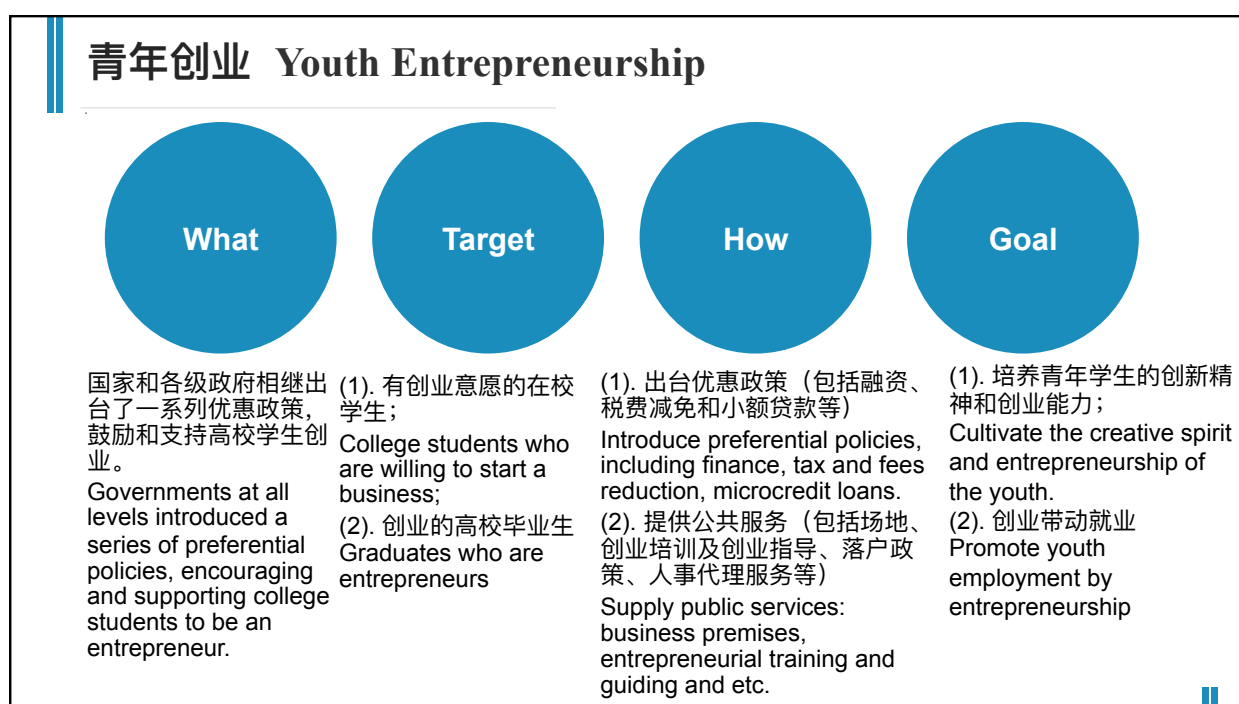 青年创业 Youth Entrepreneurship
What
Target
How
Goal
国家和各级政府相继出
台了一系列优惠政策，
鼓励和支持高校学生创
业。
Governments at all
levels introduced a
series of preferential
policies, encouraging
and supporting college
students to be an
entrepreneur.
(1). 有创业意愿的在校
学生；
College students who
are willing to start a
business;
(2). 创业的高校毕业生
Graduates who are
entrepreneurs
(1). 出台优惠政策（包括融资、
税费减免和小额贷款等）
Introduce preferential policies,
including finance, tax and fees
reduction, microcredit loans.
(2). 提供公共服务（包括场地、
创业培训及创业指导、落户政
策、人事代理服务等）
Supply public services:
business premises,
entrepreneurial training and
guiding and etc.
(1). 培养青年学生的创新精
神和创业能力；
Cultivate the creative spirit
and entrepreneurship of
the youth.
(2). 创业带动就业
Promote youth
employment by
entrepreneurship